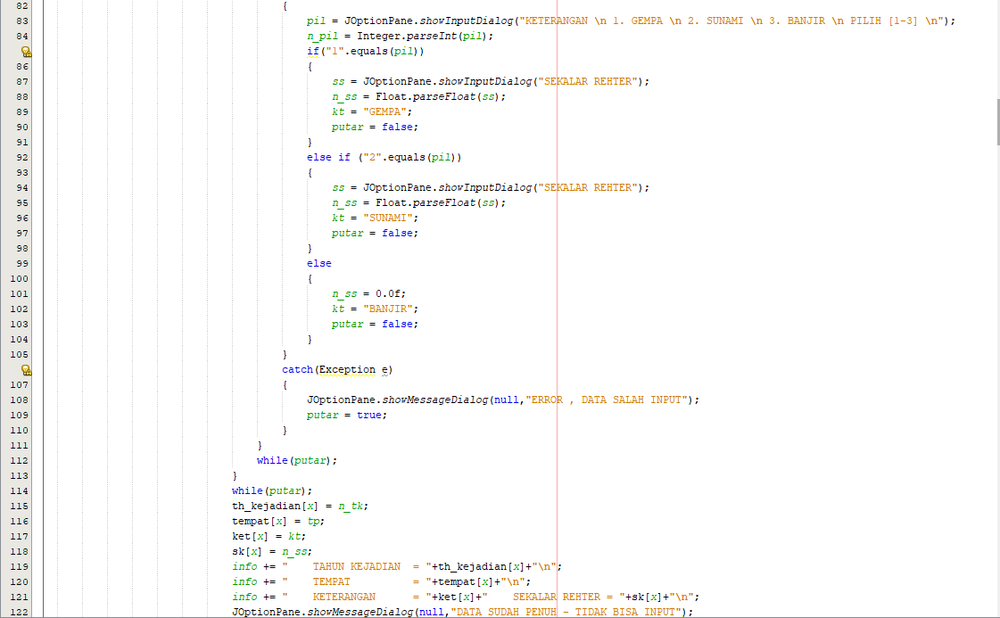 82 {
83 pil = JOptionPane.showInputDialog("KETERANGAN \n 1. GEMPA \n 2. SUNAMI \n 3. BANJIR \n PILIH [1-3] \n");
84 n_pil = Integer.parseInt(pil);
if("1".equals(pil))
86 {
87 ss = JOptionPane.showInputDialog("SEKALAR REHTER");
88 n_ss = Float.parseFloat(ss);
89 kt = "GEMPA";
90 putar = false;
91 }
92 else if ("2".equals(pil))
93 {
94 ss = JOptionPane.showInputDialog("SEKALAR REHTER");
95 n_ss = Float.parseFloat(ss);
96 kt = "SUNAMI";
97 putar = false;
98 }
99 else
100 {
101 n_ss = 0.0f;
102 kt = "BANJIR";
103 putar = false;
104 }
105 }
catch(Exception e)
107 {
108 JOptionPane.showMessageDialog(null,"ERROR , DATA SALAH INPUT");
109 putar = true;
110 }
111 }
112 while(putar);
113 }
114 while(putar);
115 th_kejadian[x] = n_tk;
116 tempat[x] = tp;
117 ket[x] = kt;
118 sk[x] = n_ss;
119 info += "    TAHUN KEJADIAN  = "+th_kejadian[x]+"\n";
120 info += "    TEMPAT          = "+tempat[x]+"\n";
121 info += "    KETERANGAN      = "+ket[x]+"    SEKALAR REHTER = "+sk[x]+"\n";
122 JOptionPane.showMessageDialog(null,"DATA SUDAH PENUH - TIDAK BISA INPUT");